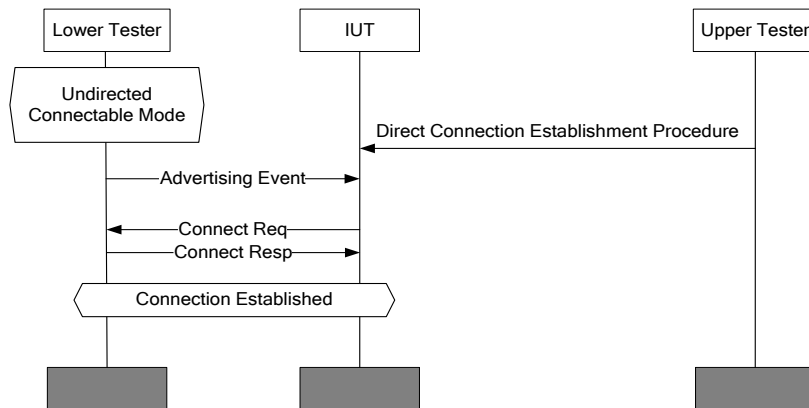 Lower Tester
IUT
Upper Tester
Undirected
Connectable Mode
Direct Connection Establishment Procedure
Advertising Event
Connect Req
Connect Resp
Connection Established